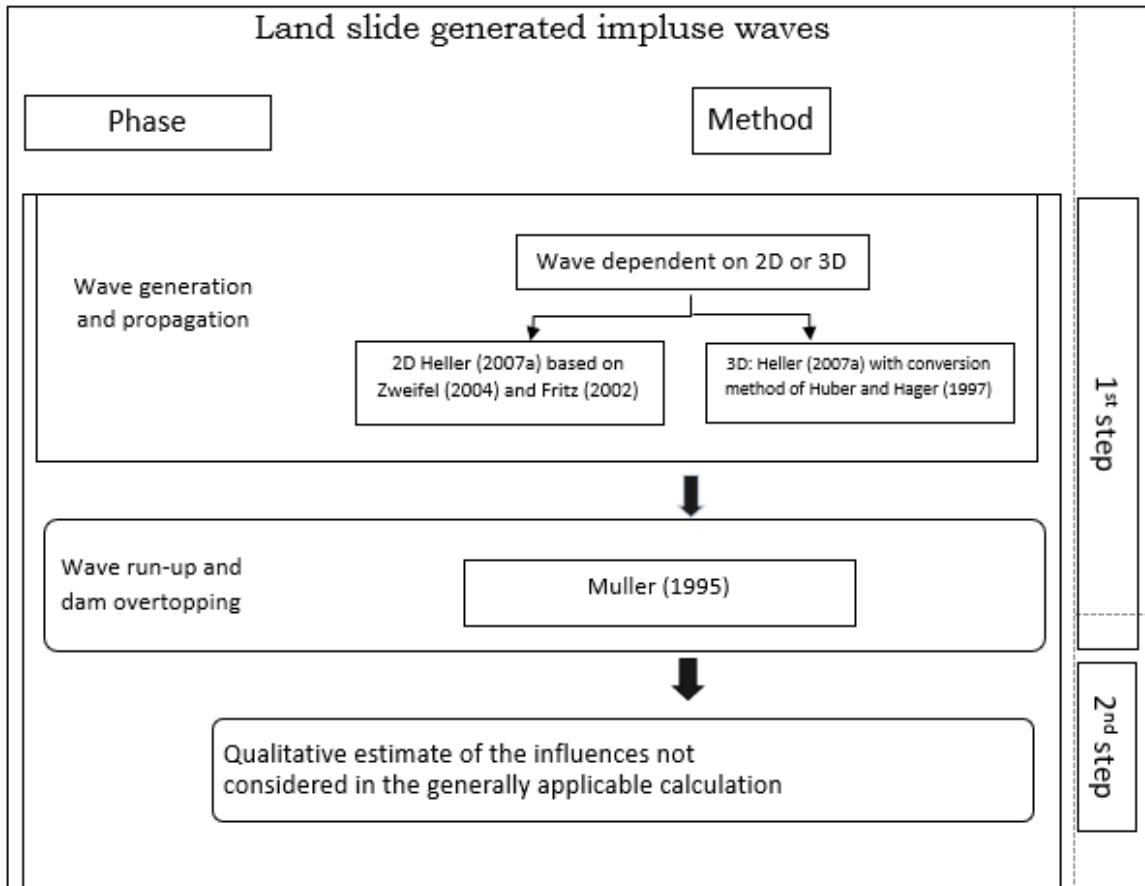 Land slide generated impluse waves
Phase
Method
Wave dependent on 2D or 3D
Wave generation
and propagation
2D Heller (2007a) based on
Zweifel (2004) and Fritz (2002)
3D: Heller (2007a) with conversion
method of Huber and Hager (1997)
1st step
Wave run-up and
dam overtopping
Muller (1995)
2nd step
Qualitative estimate of the influences not
considered in the generally applicable calculation